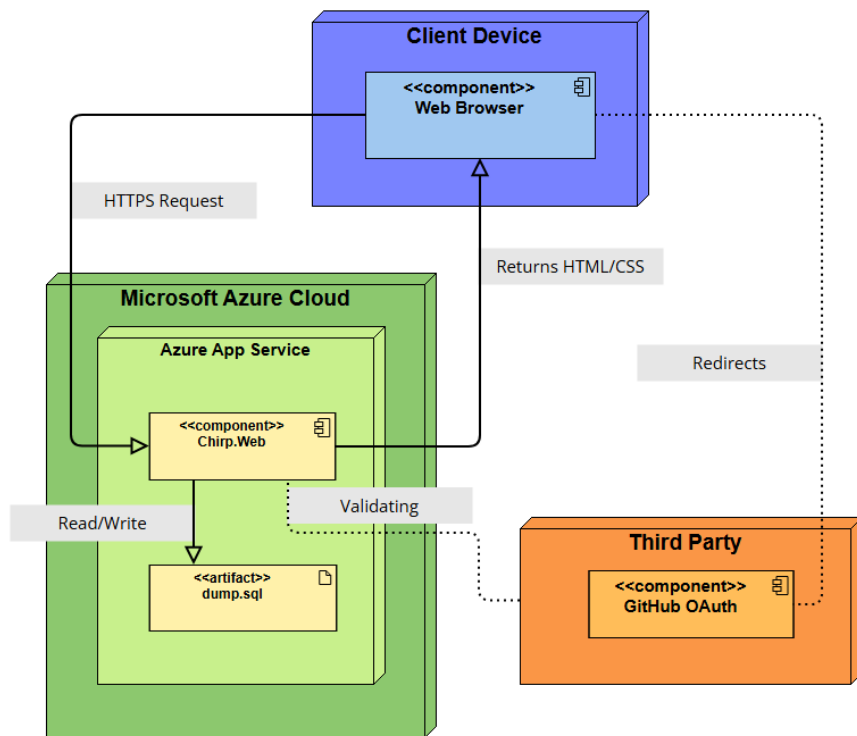 Client Device
<<component>>
Web Browser
HTTPS Request
Returns HTML/CSS
Microsoft Azure Cloud
Azure App Service
Redirects
<<component>>
Chirp.Web
Validating
Read/Write
Third Party
<<artifact>>
dump.sql
<<component>>
GitHub OAuth